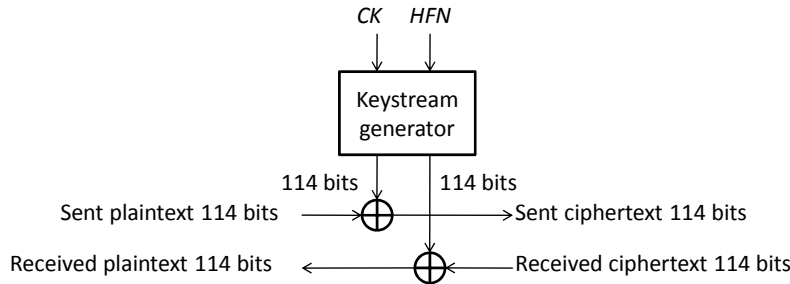 CK HFN
Keystream
generator
114 bits 114 bits
Sent plaintext 114 bits Sent ciphertext 114 bits
Received plaintext 114 bits Received ciphertext 114 bits